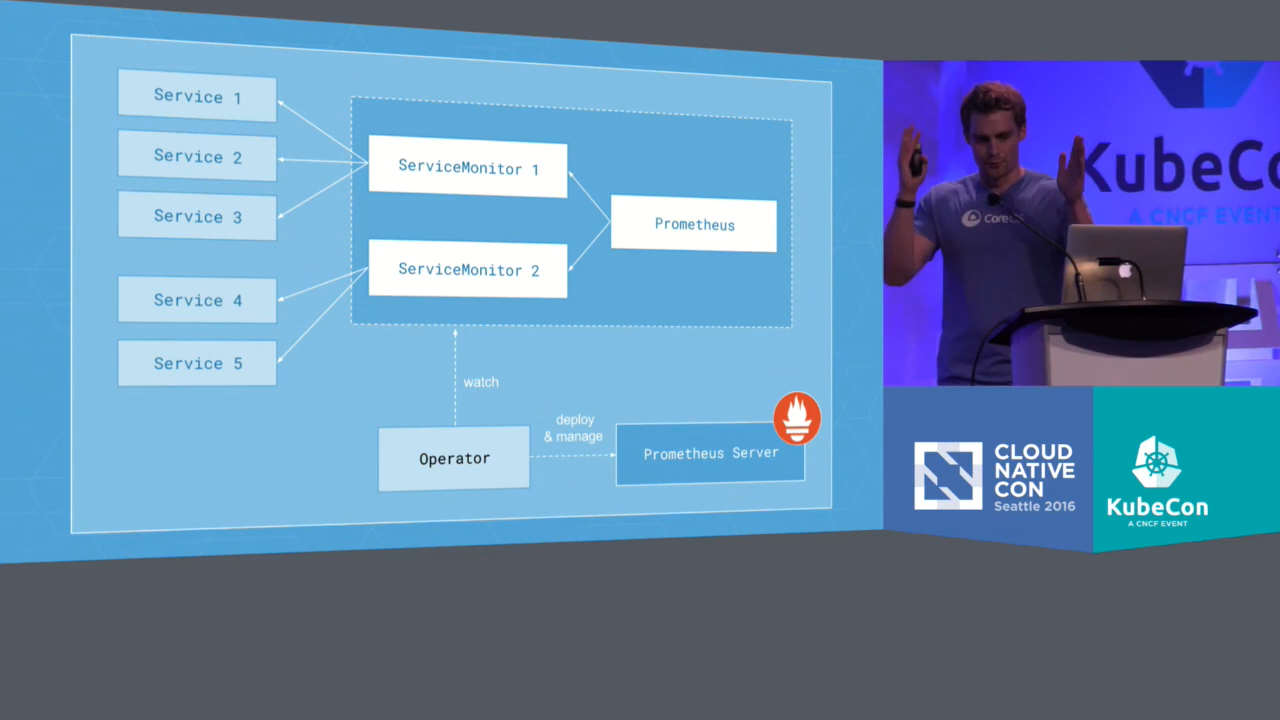 Service 1
Service 2
Service 3
Service 4
Service 5
ServiceMonitor 1
ServiceMonitor 2
Prometheus
watch
Operator
deploy
& manage
Prometheus Server
KubeCo
A CNCF EVENT
CoreOS
CLOUD
NATIVE
CON
Seattle 2016
KubeCon
A CNCF EVENT